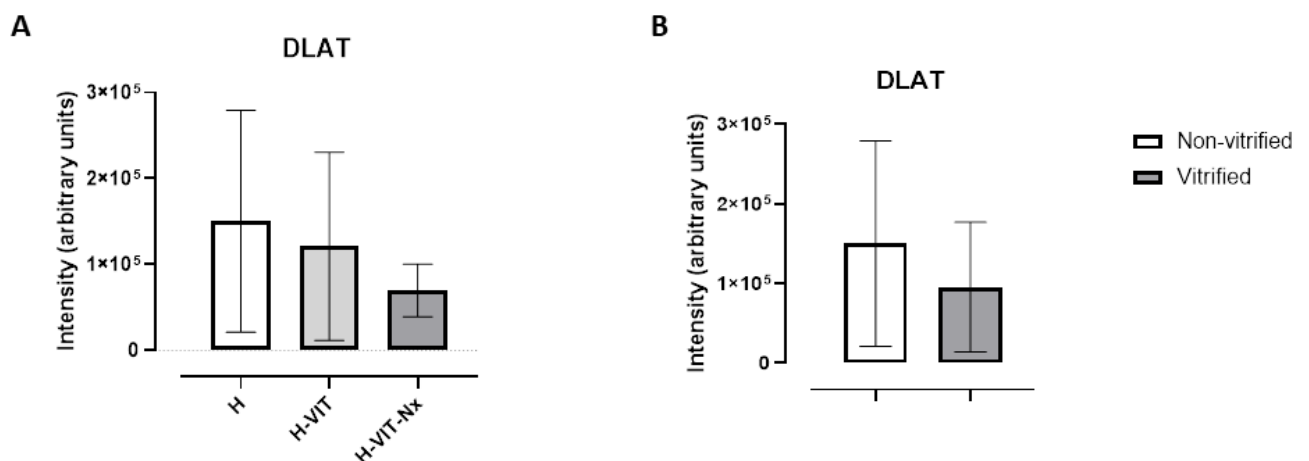 A
DLAT
Intensity (arbitrary units)
3×10⁵
2×10⁵
1×10⁵
0
H
H-VIT
H-VIT-Nx
B
DLAT
Intensity (arbitrary units)
3×10⁵
2×10⁵
1×10⁵
0
Non-vitrified
Vitrified